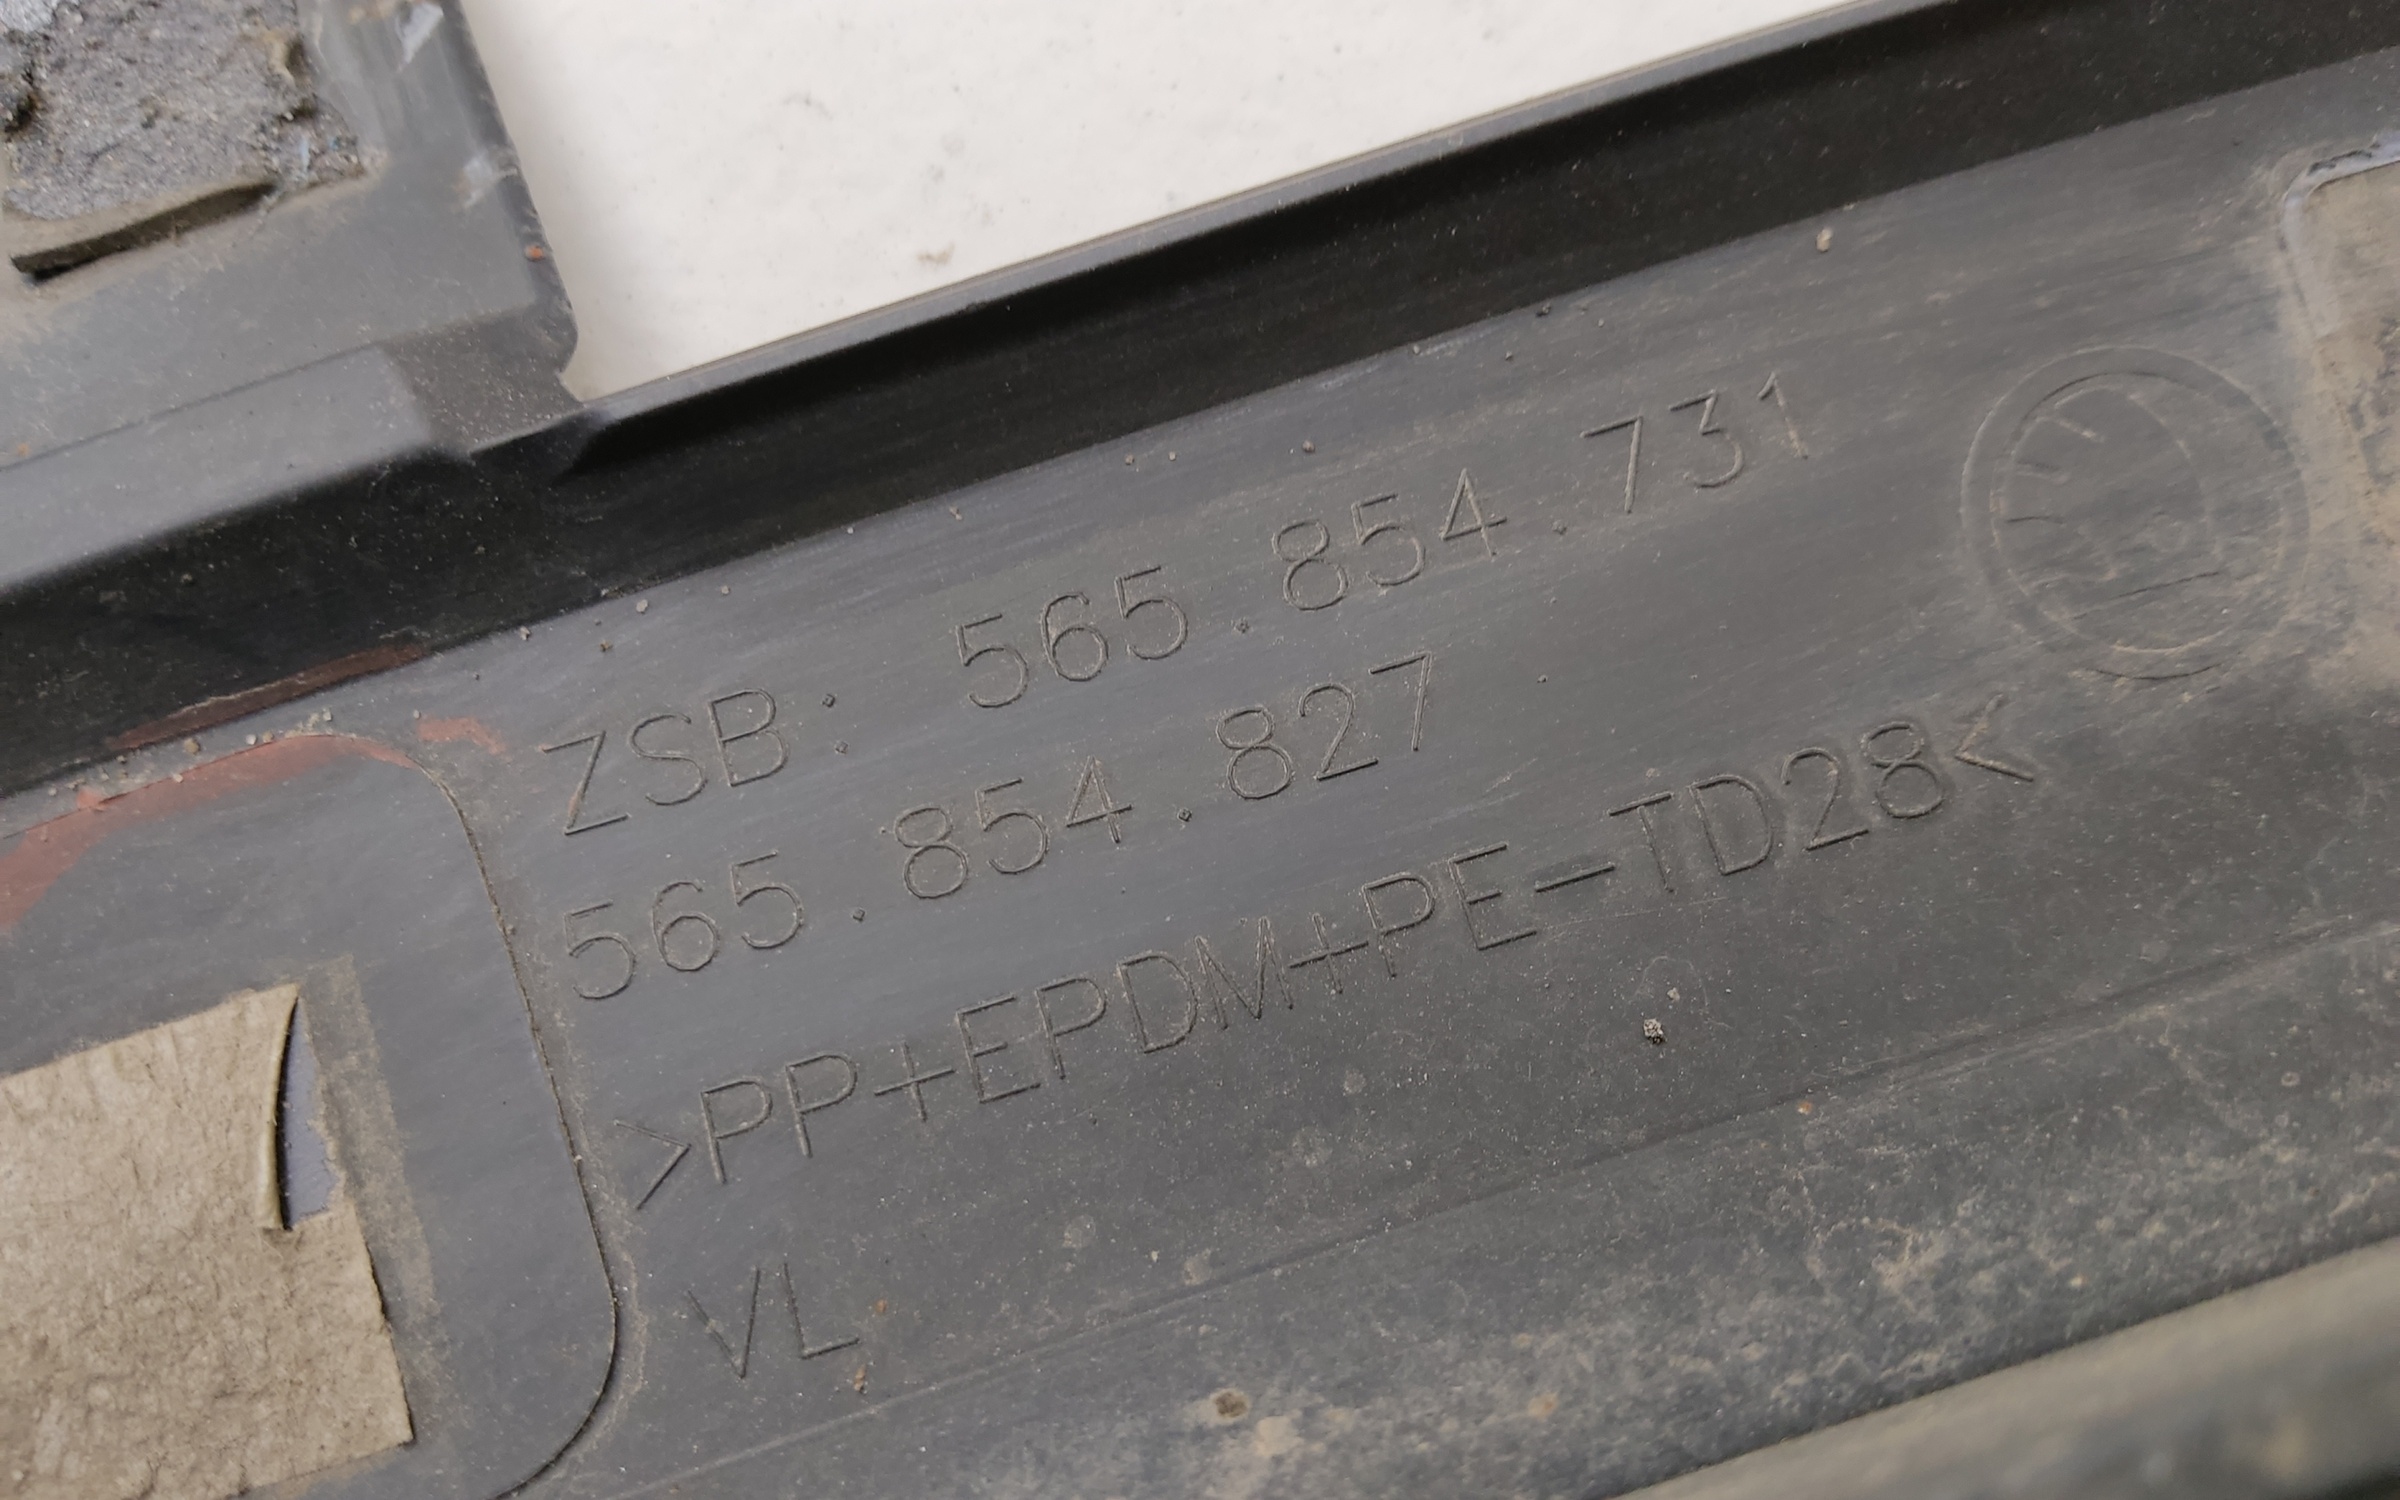 ZSB: 565.854.731
565.854.827
>PP+EPDM+PE-TD28<
VL